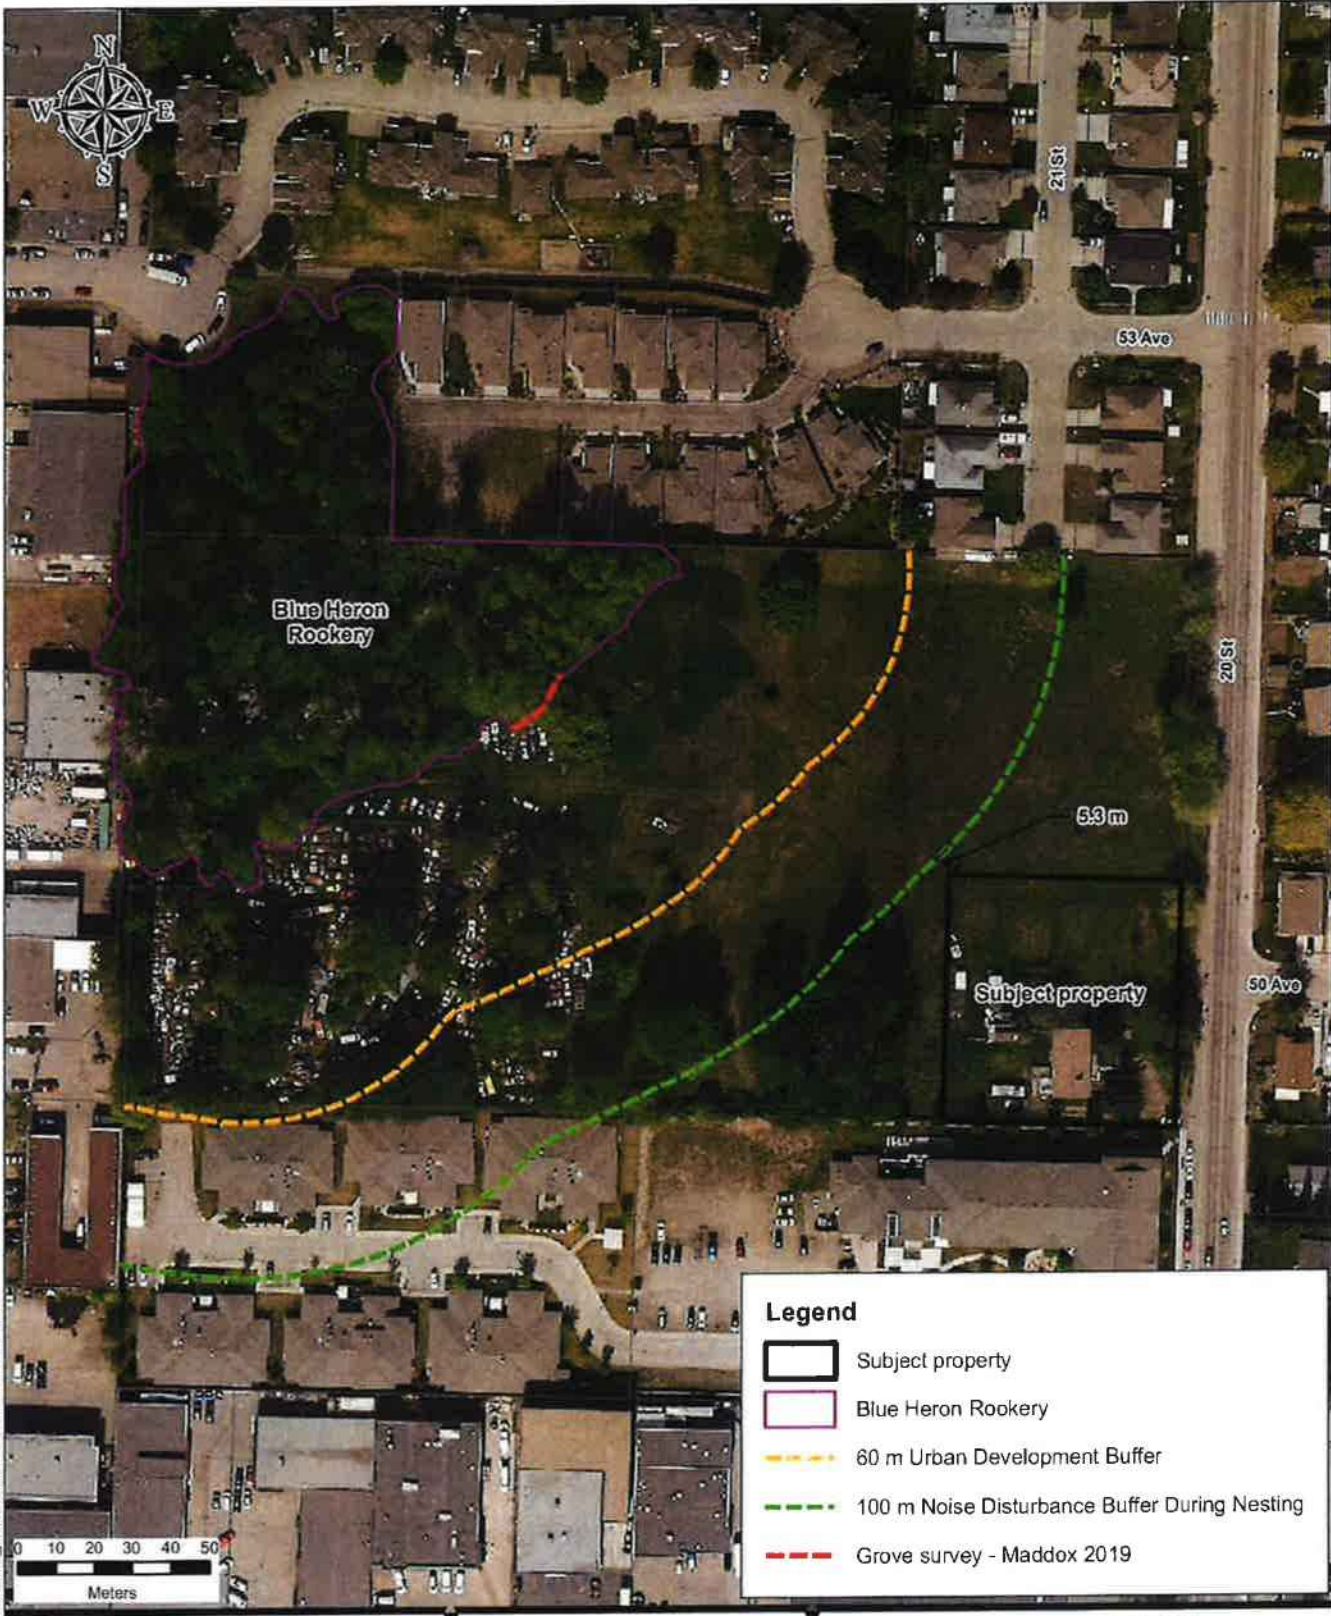 N
W E
S
21 St
53 Ave
Blue Heron
Rookery
20 St
5.3 m
Subject property
50 Ave
Legend
Subject property
Blue Heron Rookery
60 m Urban Development Buffer
100 m Noise Disturbance Buffer During Nesting
Grove survey - Maddox 2019
0 10 20 30 40 50
Meters